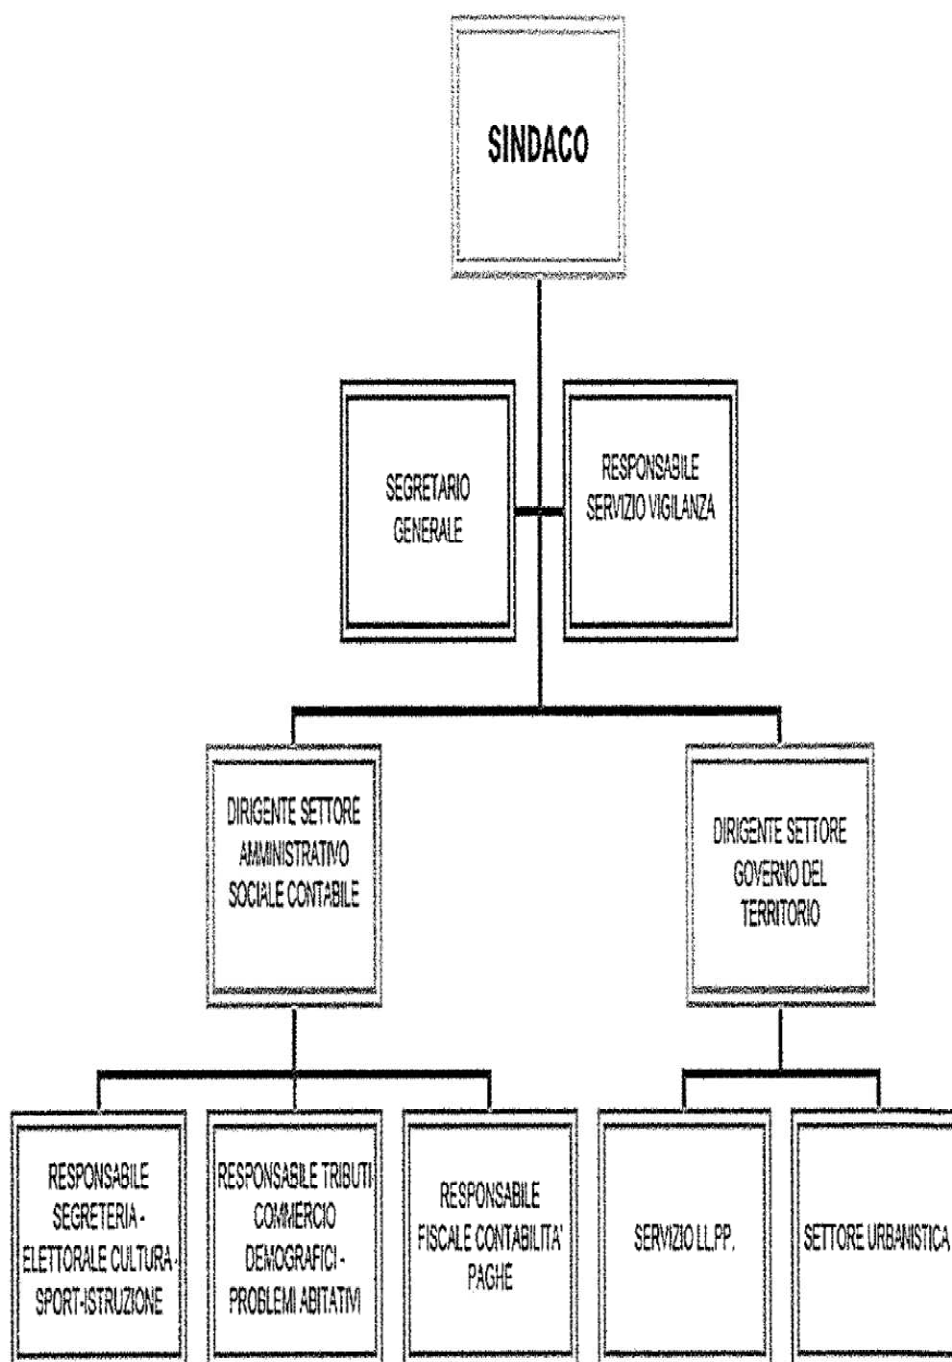 SINDACO
SEGRETARIO
GENERALE
RESPONSABILE
SERVIZIO VIGILANZA
DIRIGENTE SETTORE
AMMINISTRATIVO
SOCIALE CONTABILE
DIRIGENTE SETTORE
GOVERNO DEL
TERRITORIO
RESPONSABILE
SEGRETERIA -
ELETTORALE CULTURA -
SPORT-ISTRUZIONE
RESPONSABILE TRIBUTI
COMMERCIO
DEMOGRAFICI -
PROBLEMI ABITATIVI
RESPONSABILE
FISCALE CONTABILITA'
PAGHE
SERVIZIO LL.PP.
SETTORE URBANISTICA